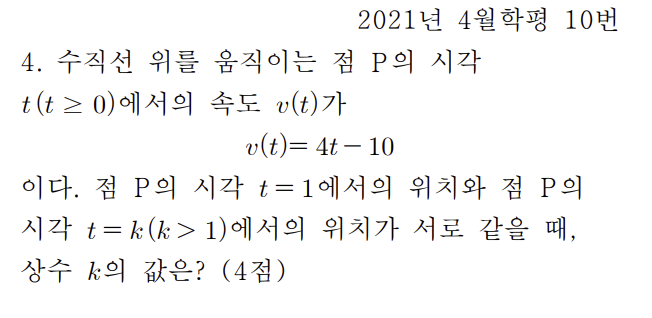 2021년 4월학평 10번
4. 수직선 위를 움직이는 점 P의 시각
t(t ≥ 0)에서의 속도 v(t)가
v(t)= 4t − 10
이다. 점 P의 시각 t = 1에서의 위치와 점 P의
시각 t = k(k > 1)에서의 위치가 서로 같을 때,
상수 k의 값은? (4점)